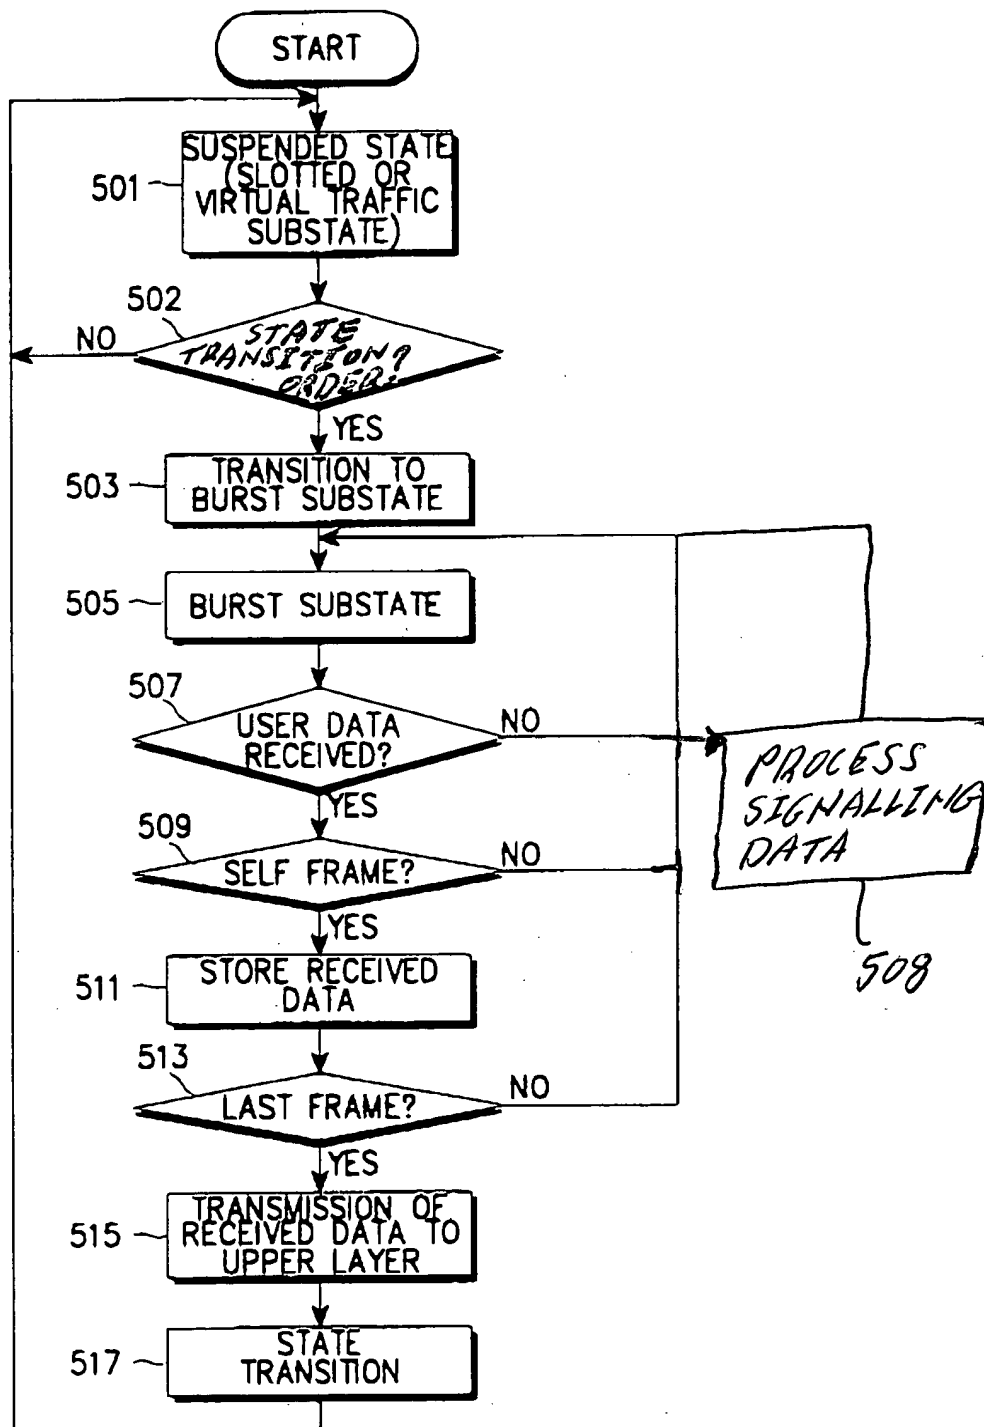 START
SUSPENDED STATE
(SLOTTED OR
VIRTUAL TRAFFIC
SUBSTATE)
501
502
STATE
TRANSITION?
ORDER:
NO
YES
TRANSITION TO
BURST SUBSTATE
503
BURST SUBSTATE
505
507
USER DATA
RECEIVED?
NO
YES
PROCESS
SIGNALLING
DATA
508
509
SELF FRAME?
NO
YES
STORE RECEIVED
DATA
511
513
LAST FRAME?
NO
YES
TRANSMISSION OF
RECEIVED DATA TO
UPPER LAYER
515
STATE
TRANSITION
517